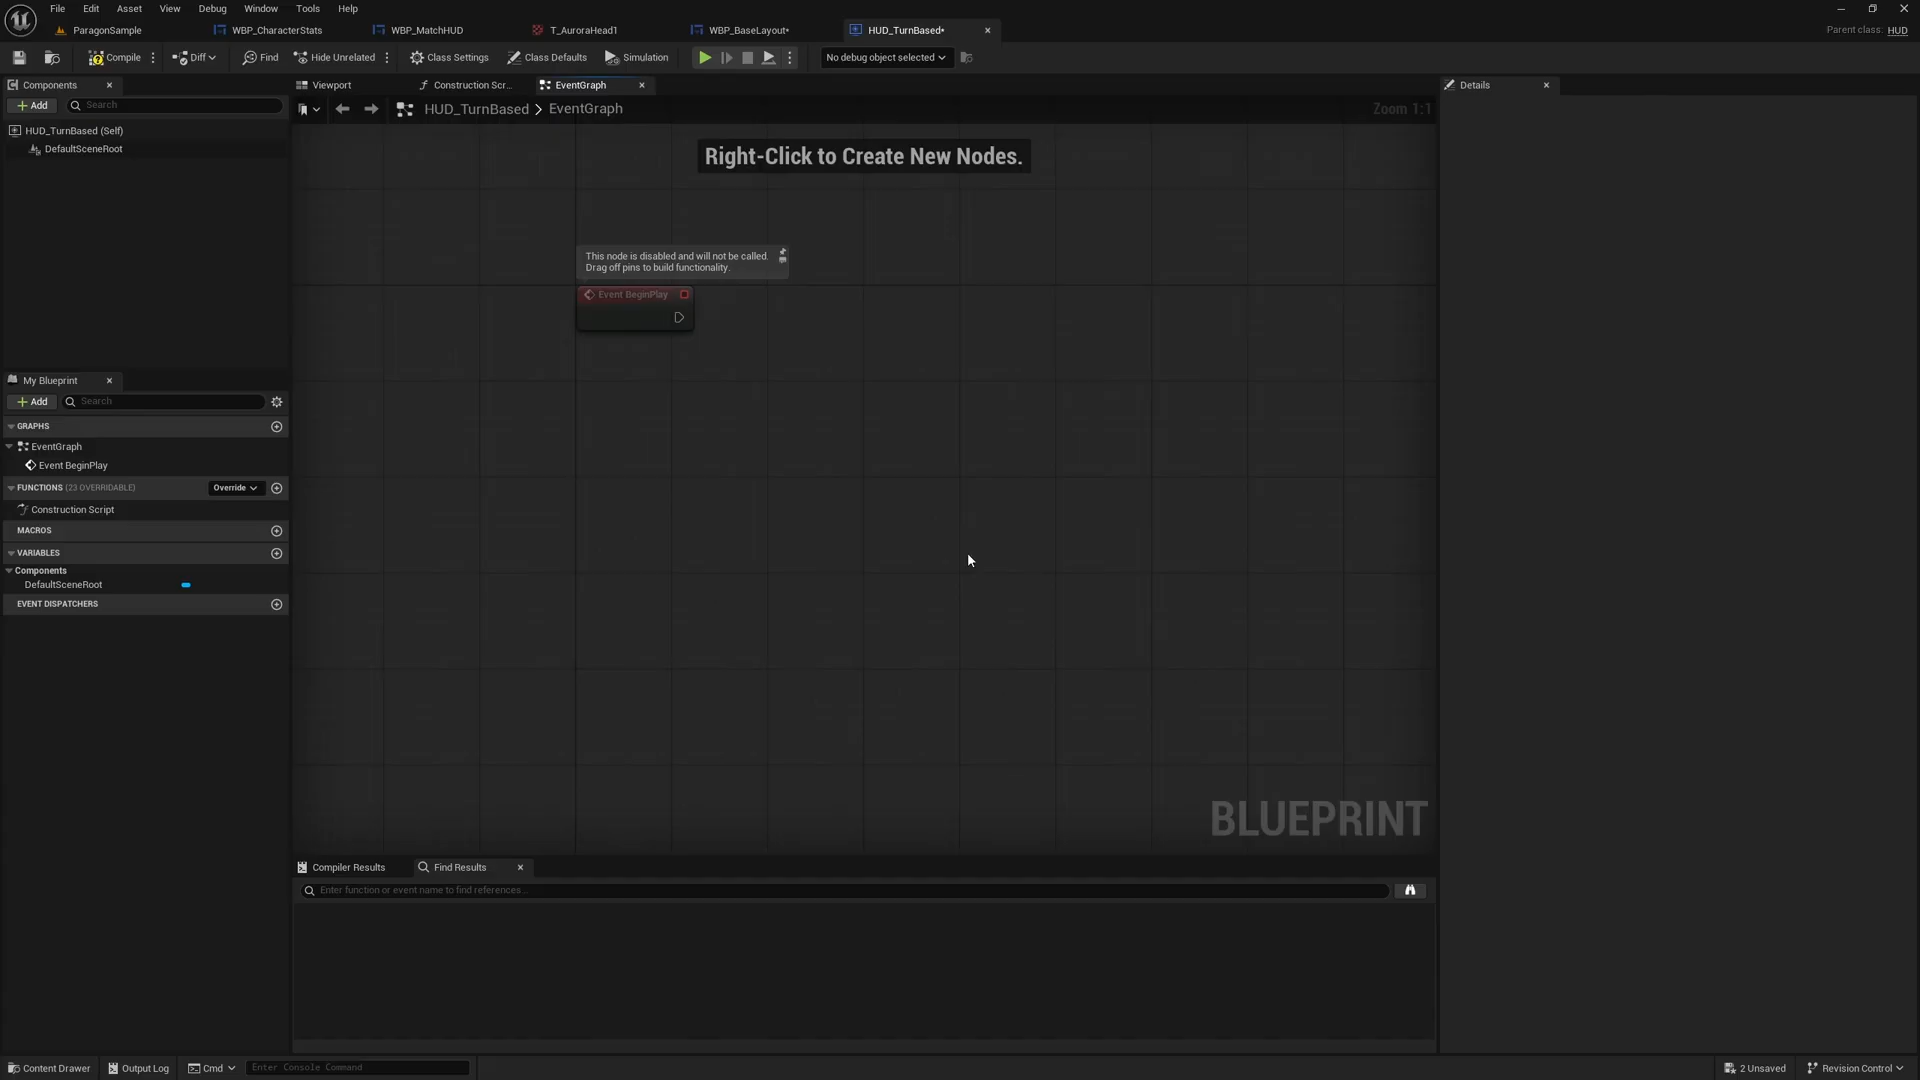 File Edit Asset View Debug Window Tools Help
ParagonSample WBP_CharacterStats WBP_MatchHUD T_AuroraHead1 WBP_BaseLayout* HUD_TurnBased*
Parent class: HUD
Compile Diff Find Hide Unrelated Class Settings Class Defaults Simulation No debug object selected
Components
Add Search
HUD_TurnBased (Self)
DefaultSceneRoot
My Blueprint
Add Search
GRAPHS
EventGraph
Event BeginPlay
FUNCTIONS (23 OVERRIDABLE) Override
Construction Script
MACROS
VARIABLES
Components
DefaultSceneRoot
EVENT DISPATCHERS
Viewport Construction Scr... EventGraph
HUD_TurnBased > EventGraph
Zoom 1:1
Right-Click to Create New Nodes.
This node is disabled and will not be called.
Drag off pins to build functionality.
Event BeginPlay
BLUEPRINT
Compiler Results Find Results
Enter function or event name to find references...
Details
Content Drawer Output Log Cmd Enter Console Command
2 Unsaved Revision Control